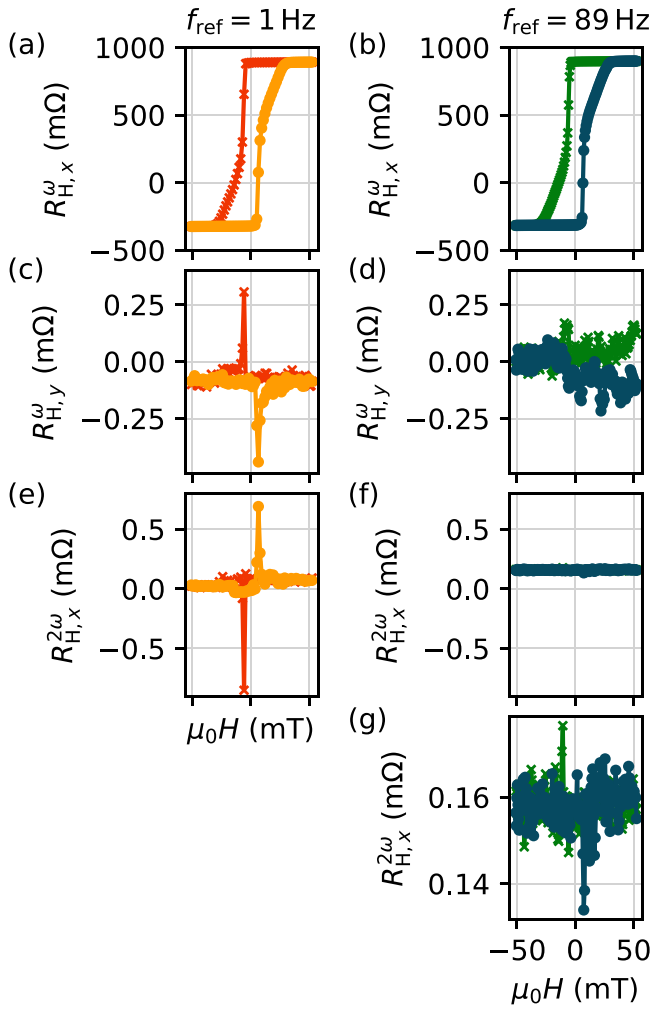 f_ref = 1 Hz
f_ref = 89 Hz
(a)
1000
500
0
−500
R^ω_H,x (mΩ)
(b)
1000
500
0
−500
R^ω_H,x (mΩ)
(c)
0.25
0.00
−0.25
R^ω_H,y (mΩ)
(d)
0.25
0.00
−0.25
R^ω_H,y (mΩ)
(e)
0.5
0.0
−0.5
R^2ω_H,x (mΩ)
μ₀H (mT)
(f)
0.5
0.0
−0.5
R^2ω_H,x (mΩ)
(g)
0.16
0.14
R^2ω_H,x (mΩ)
−50 0 50
μ₀H (mT)